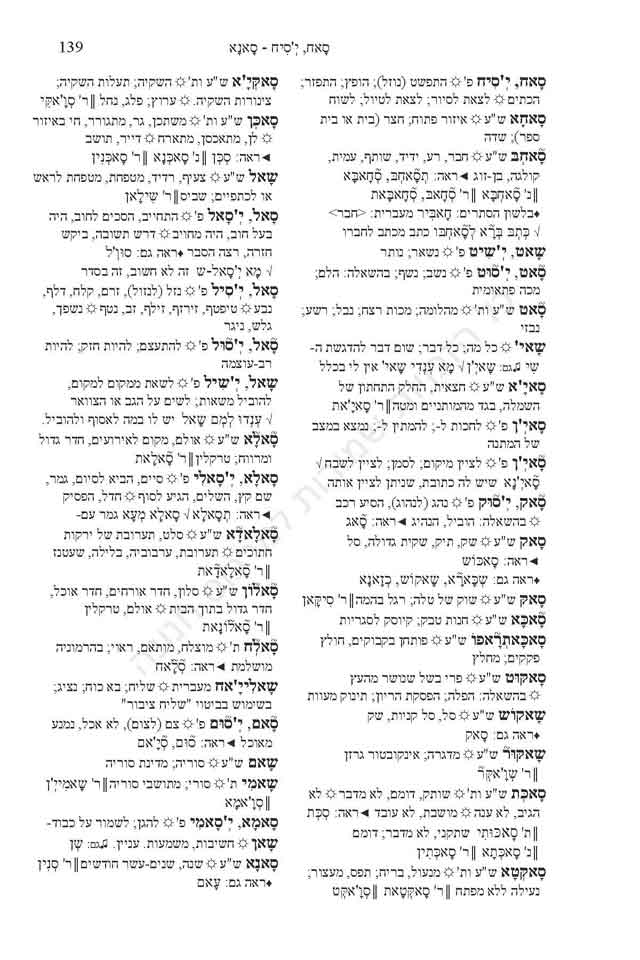 סָאח, יְ'סִיח - סָאנָא 139
סָאח, יְ'סִיח פ' ☼ התפשט (נוזל); הופץ; התפזר;
הכתים ☼ לצאת לסיור; לצאת לטיול; לשוח
סָאחָא ש"ע ☼ איזור פתוח; חצר (בית או בית
ספר); שדה
סָֿאחְבּ ש"ע ☼ חבר, רע, ידיד, שותף, עמית,
קולגה, בן-זוג ◄ראה: תְסָֿאחַבּ, סְֿחָאבָּא
‖נ' סָֿאחְבָּא ‖ר' סְֿחָאבּ, סְֿחָאבָּאת
♦בלשון הסתרים: חָאבִּיר מעברית: <חבר>
√ כְּתֵבּ בְּרָֿא לְסָֿאחְבּוֹ כתב מכתב לחברו
שָאט, יְ'שִיט פ' ☼ נשאר; נותר
סָֿאט, יְ'סֿוֹט פ' ☼ נשב; נשף; בהשאלה: הלם;
מכה פתאומית
סָֿאט ש"ע ות' ☼ מהלומה; מכות רצח; נבל; רשע;
נבזי
שָאיְ' ☼ כל מה; כל דבר; שום דבר להדגשת ה-
שִי גם: שָאיְ'ן √ מָא עֶנְדִי שָאיְ' אין לי בכלל
סָאיָ'א ש"ע ☼ חצאית, החלק התחתון של
השמלה, בגד מהמותניים ומטה‖ר' סָאיָ'את
סָאיְ'ן פ' ☼ לחכות ל-; להמתין ל-; נמצא במצב
של המתנה
סָֿאיְ'ן פ' ☼ לציין מיקום; לסמן; לציין לשבח √
סָֿאיְ'נָא שיש לה כתובת, שניתן לציין אותה
סָאק, יְ'סוּק פ' ☼ נהג (לנהוג), הסיע רכב
☼ בהשאלה: הוביל, הנהיג ◄ראה: סָאג
סָאק ש"ע ☼ שק, תיק, שקית גדולה, סל
◄ראה: סַאכּוֹש
♦ראה גם: שְכָּארָֿא, שָאקוֹש, כְזָאנָא
סָאק ש"ע ☼ שוק של טלה; רגל בהמה‖ר' סִיקָאן
סָֿאכָּא ש"ע ☼ חנות טבק; קיוסק לסגריות
סָאכָּאתְרָֿאפוֹ ש"ע ☼ פותחן בקבוקים, חולץ
פקקים; מחלץ
סָאקוּט ש"ע ☼ פרי בשל שנושר מהעץ
☼ בהשאלה: הפלה; הפסקת הריון; תינוק מעוות
שָאקוֹש ש"ע ☼ סל, סל קניות, שק
♦ראה גם: סָאק
שָאקוּרֿ ש"ע ☼ מדגרה; אינקובטור גרזן
‖ר' שְוָ'אקְרֿ
סָאכְּת ש"ע ות' ☼ שותק, דומם, לא מדבר ☼ לא
הגיב, לא ענה ☼ מושבת, לא עובד ◄ראה: סְכֵּת
‖ת' סָאכּוּתִי שתקני, לא מדבר; דומם
‖נ' סָאכְּתָא ‖ר' סָאכְּתִין
סָאקְטָא ש"ע ות' ☼ מנעול, בריח; תפס, מעצור;
נעילה ללא מפתח ‖ר' סָאקְטָאת ‖סְוָ'אקְט
סָאקְיָ'א ש"ע ות' ☼ השקיה; תעלות השקיה;
צינורות השקיה. ☼ ערוץ; פלג, נחל ‖ר' סְוָ'אקִי
סָאכְּן ש"ע ות' ☼ משתכן, גר, מתגורר, חי באיזור
☼ לן, מתאכסן, מתארח ☼ דייר, תושב
◄ראה: סְכֵּן ‖נ' סָאכְּנָא ‖ר' סָאכְּנִין
שָאל ש"ע ☼ צעיף, רדיד, מטפחת, מטפחת לראש
או לכתפיים; שביס‖ר' שִילָאן
סָאל, יְ'סָאל פ' ☼ התחייב, הסכים לחוב, היה
בעל חוב, היה מחויב ☼ דרש תשובה, ביקש
חזרה, רצה הסבר ♦ראה גם: סוּוְ'ל
√ מָא יְ'סָאל-ש זה לא חשוב, זה בסדר
סָאל, יְ'סִיל פ' ☼ נזל (לנזול), זרם, קלח, דלף,
נבע ☼ טיפטף, זירזף, זילף, זב, נטף ☼ נשפך,
גלש, ניגר
סָֿאל, יְ'סֿוֹל פ' ☼ להתעצם; להיות חזק; להיות
רב-עוצמה
שָאל, יְ'שִיל פ' ☼ לשאת ממקום למקום,
להוביל משאות; לשים על הגב או הצוואר
√ עֶנְדוֹ לְמַם שָאל יש לו במה לאסוף ולהוביל.
סָֿאלָֿא ש"ע ☼ אולם, מקום לאירועים, חדר גדול
ומרווח; טרקלין‖ר' סָֿאלָאת
סָאלָא, יְ'סָאלִי פ' ☼ סיים, הביא לסיום, גמר,
שם קץ, השלים, הגיע לסוף ☼ חדל, הפסיק
◄ראה: תְסָאלָא √ סָאלָא מְעָא גמר עם-
סָֿאלָאדָֿא ש"ע ☼ סלט, תערובת של ירקות
חתוכים ☼ תערובת, ערבוביה, בלילה, שעטנז
‖ר' סָֿאלָאדָֿאת
סָֿאלוֹן ש"ע ☼ סלון, חדר אורחים, חדר אוכל,
חדר גדול בתוך הבית ☼ אולם, טרקלין
‖ר' סָֿאלוֹנָאת
סָֿאלְח ת' ☼ מוצלח, מותאם, ראוי; בהרמוניה
מושלמת ◄ראה: סְֿלָֿאח
שָאלִיְיָ'אח מעברית ☼ שליח; בא כוח; נציג;
בשימוש בביטוי "שליח ציבור"
סָֿאם, יְ'סֿוּם פ' ☼ צם (לצום), לא אכל, נמנע
מאוכל ◄ראה: סֿוּם, סְֿיָ'אם
שָאם ש"ע ☼ סוריה; מדינת סוריה
שָאמִי ת' ☼ סורי; מתושבי סוריה‖ר' שָאמִיְ'ן
‖סְוָ'אמָא
סָאמָא, יְ'סָאמִי פ' ☼ להגן; לשמור על כבוד-
שָאן ☼ חשיבות, משמעות. עניין. גם: שְן
סָאנָא ש"ע ☼ שנה, שנים-עשר חודשים‖ר' סְנִין
♦ראה גם: עָאם